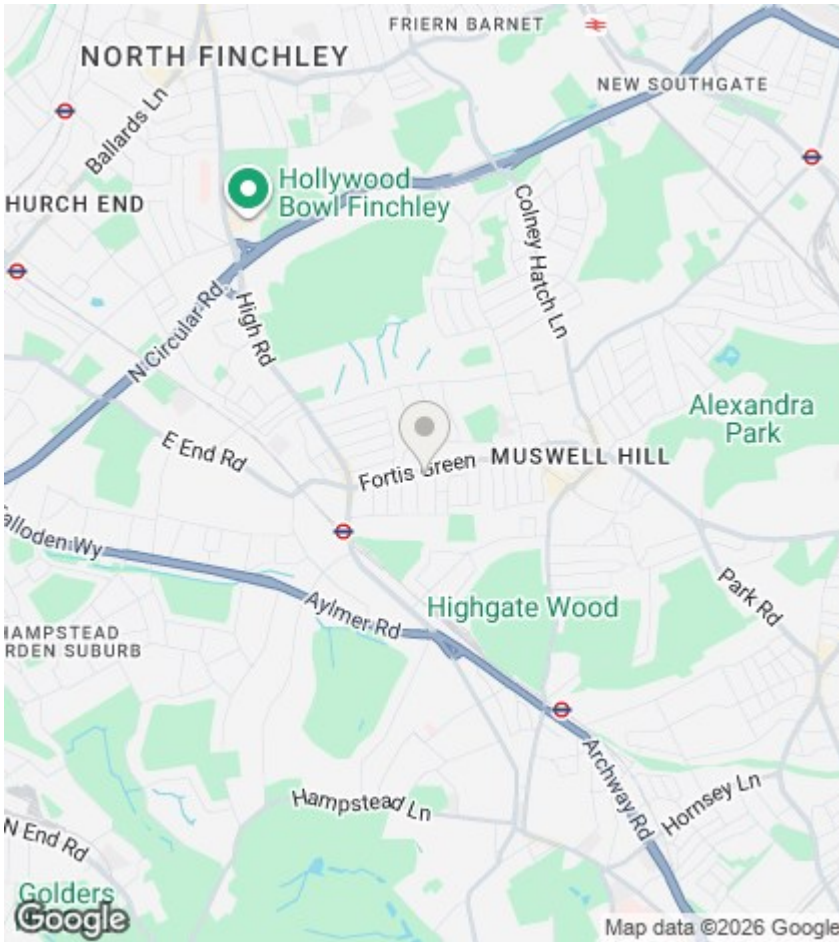 FRIERN BARNET
NORTH FINCHLEY
NEW SOUTHGATE
Ballards Ln
Hollywood
Bowl Finchley
HURCH END
Colney Hatch Ln
N Circular Rd
High Rd
Alexandra
Park
E End Rd
Fortis Green
MUSWELL HILL
alloden Wy
Aylmer Rd
Highgate Wood
Park Rd
HAMPSTEAD
RDEN SUBURB
Archway Rd
Hampstead Ln
Hornsey Ln
N End Rd
Golders
Google
Map data ©2026 Google